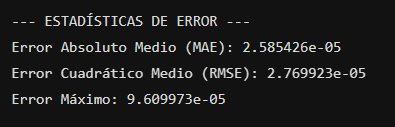 --- ESTADÍSTICAS DE ERROR ---
Error Absoluto Medio (MAE): 2.585426e-05
Error Cuadrático Medio (RMSE): 2.769923e-05
Error Máximo: 9.609973e-05